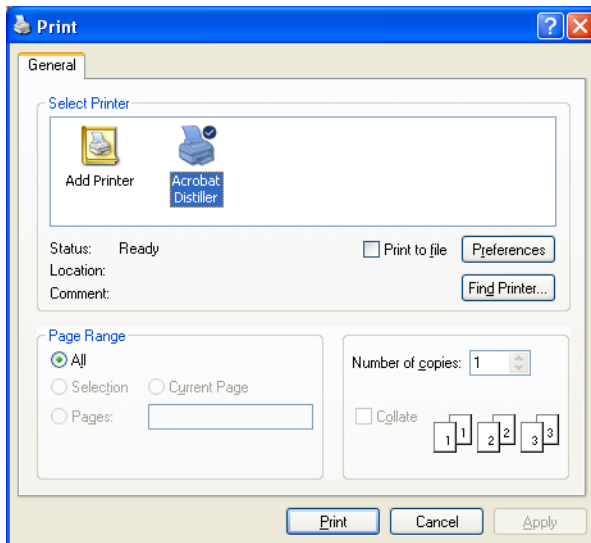 Print
General
Select Printer
Add Printer
Acrobat
Distiller
Status: Ready
Location:
Comment:
Print to file
Preferences
Find Printer...
Page Range
All
Selection
Current Page
Pages:
Number of copies: 1
Collate
1 1 2 2 3 3
Print
Cancel
Apply